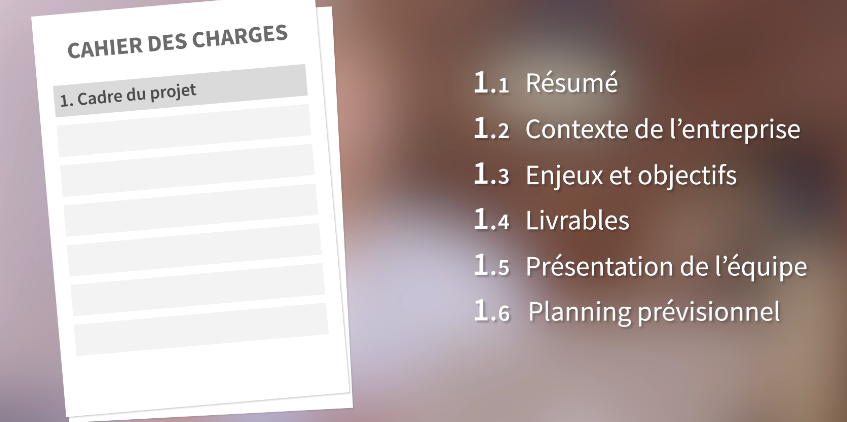 CAHIER DES CHARGES
1. Cadre du projet
1.1 Résumé
1.2 Contexte de l’entreprise
1.3 Enjeux et objectifs
1.4 Livrables
1.5 Présentation de l’équipe
1.6 Planning prévisionnel